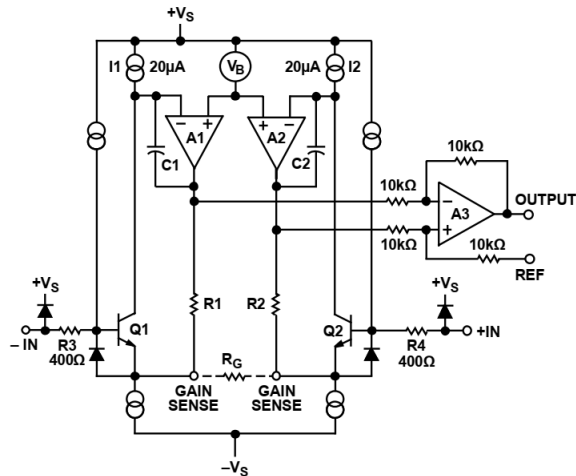 +VS
I1
20µA
VB
20µA
I2
A1
A2
C1
C2
10kΩ
10kΩ
A3
OUTPUT
10kΩ
10kΩ
REF
+VS
R1
R2
+VS
Q1
Q2
– IN
R3
400Ω
R4
400Ω
+IN
RG
GAIN
SENSE
GAIN
SENSE
–VS